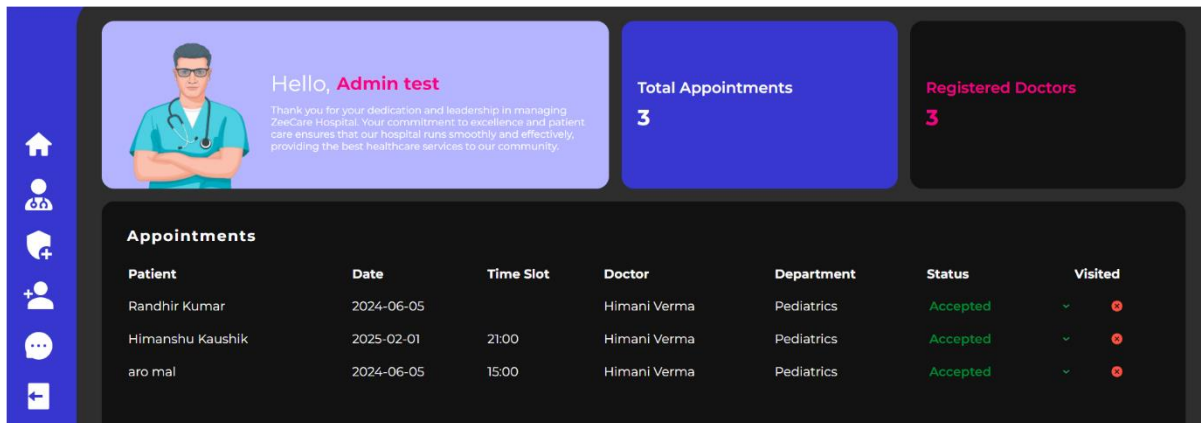 Hello, Admin test
Thank you for your dedication and leadership in managing
ZeeCare Hospital. Your commitment to excellence and patient
care ensures that our hospital runs smoothly and effectively,
providing the best healthcare services to our community.
Total Appointments
3
Registered Doctors
3
Appointments
Patient Date Time Slot Doctor Department Status Visited
Randhir Kumar 2024-06-05 Himani Verma Pediatrics Accepted
Himanshu Kaushik 2025-02-01 21:00 Himani Verma Pediatrics Accepted
aro mal 2024-06-05 15:00 Himani Verma Pediatrics Accepted